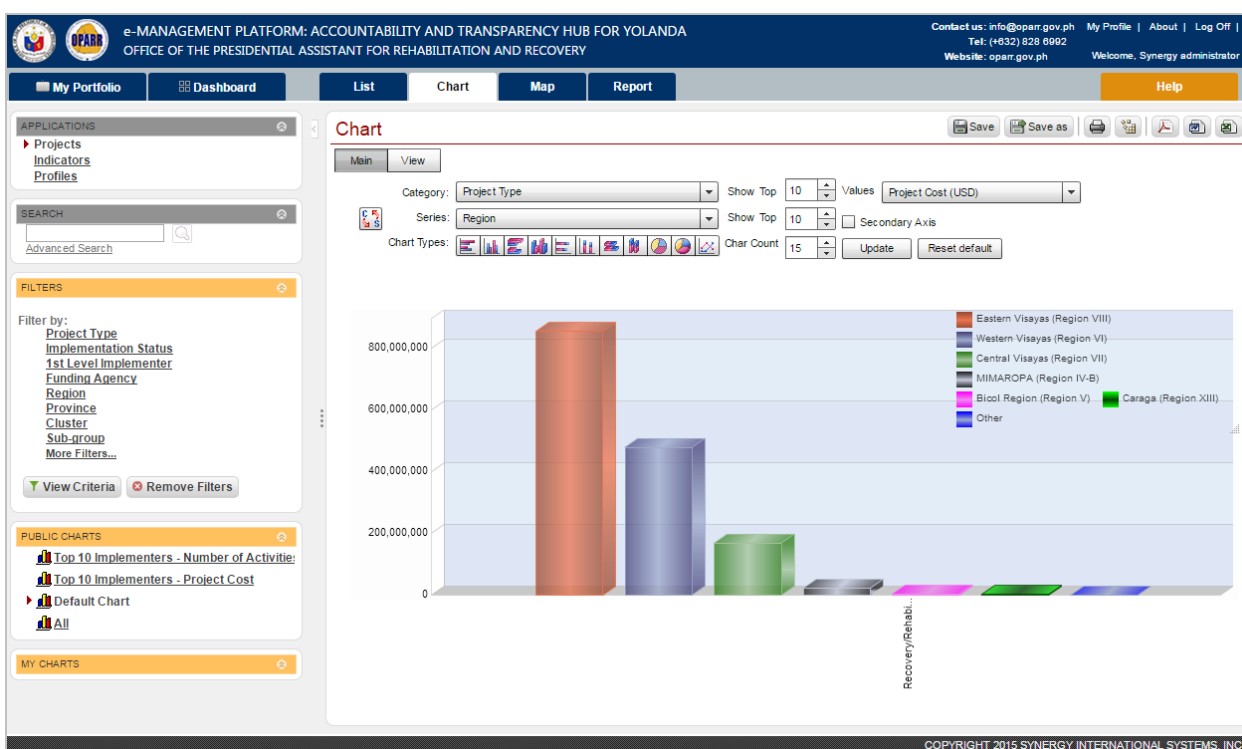 OPARR
e-MANAGEMENT PLATFORM: ACCOUNTABILITY AND TRANSPARENCY HUB FOR YOLANDA
OFFICE OF THE PRESIDENTIAL ASSISTANT FOR REHABILITATION AND RECOVERY
Contact us: info@oparr.gov.ph
Tel: (+632) 828 6992
Website: oparr.gov.ph
My Profile | About | Log Off |
Welcome, Synergy administrator
My Portfolio
Dashboard
List
Chart
Map
Report
Help
APPLICATIONS
Projects
Indicators
Profiles
SEARCH
Advanced Search
FILTERS
Filter by:
Project Type
Implementation Status
1st Level Implementer
Funding Agency
Region
Province
Cluster
Sub-group
More Filters...
View Criteria
Remove Filters
PUBLIC CHARTS
Top 10 Implementers - Number of Activitie
Top 10 Implementers - Project Cost
Default Chart
All
MY CHARTS
Chart
Save
Save as
Main
View
Category: Project Type Show Top 10 Values Project Cost (USD)
C S
Series: Region Show Top 10 Secondary Axis
Chart Types: Char Count 15 Update Reset default
800,000,000
600,000,000
400,000,000
200,000,000
0
Eastern Visayas (Region VIII)
Western Visayas (Region VI)
Central Visayas (Region VII)
MIMAROPA (Region IV-B)
Bicol Region (Region V) Caraga (Region XIII)
Other
Recovery/Rehabi...
COPYRIGHT 2015 SYNERGY INTERNATIONAL SYSTEMS, INC